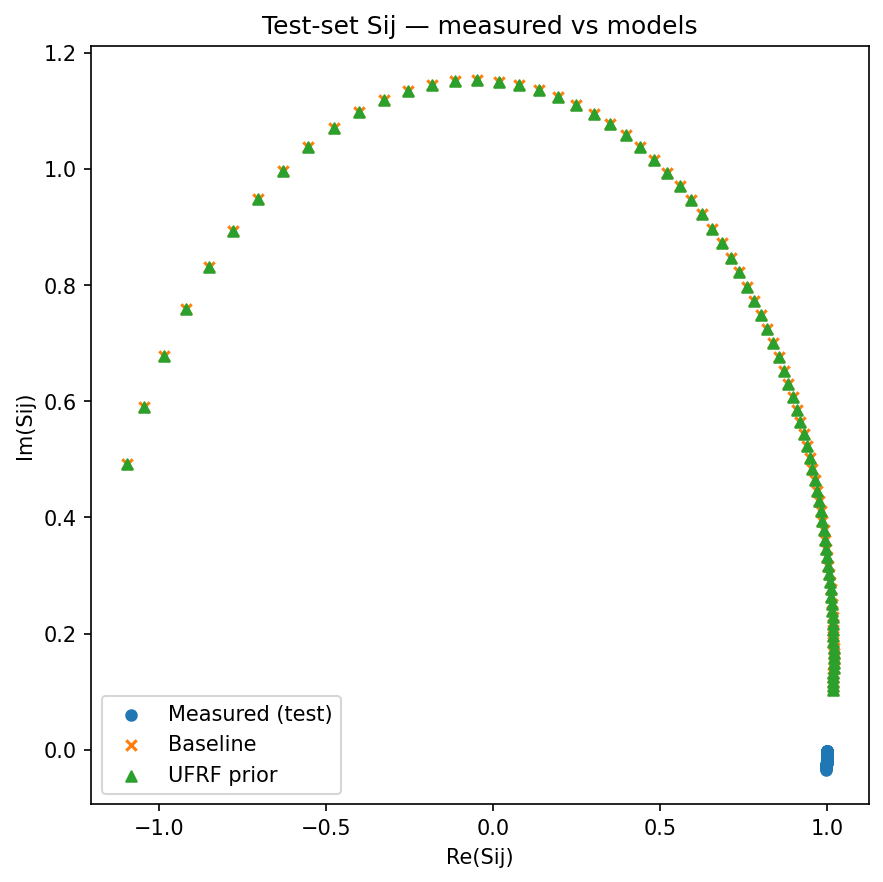 Test-set Sij — measured vs models
1.2
1.0
0.8
0.6
0.4
0.2
0.0
Im(Sij)
Measured (test)
Baseline
UFRF prior
−1.0 −0.5 0.0 0.5 1.0
Re(Sij)